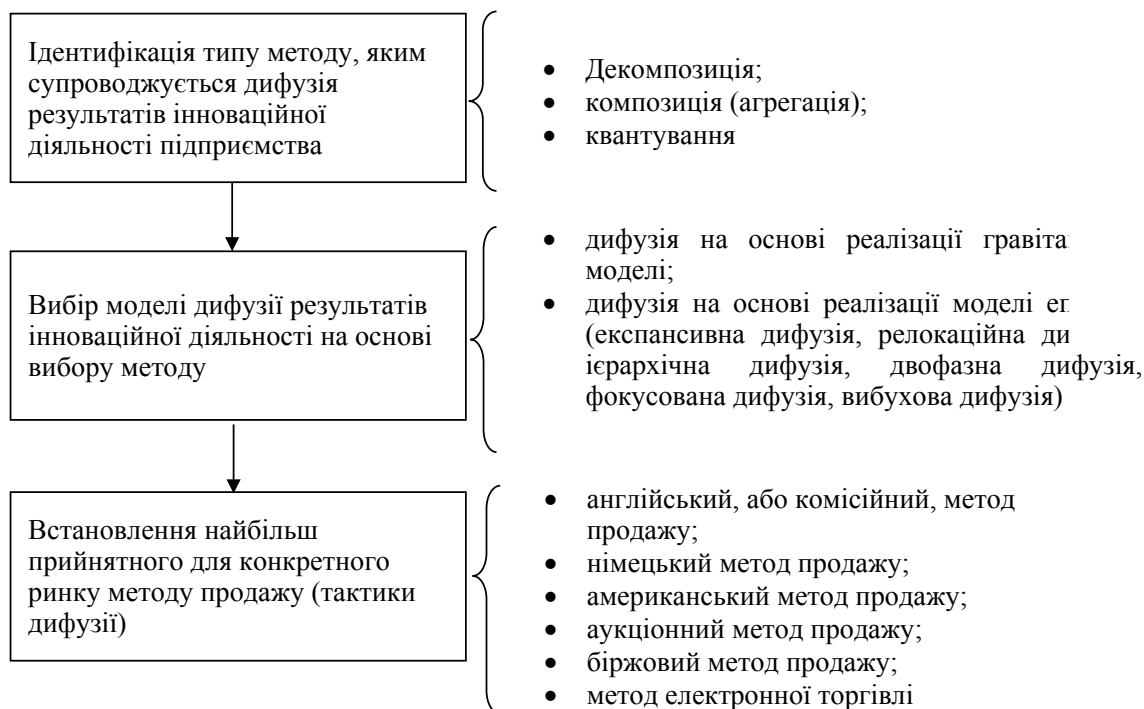 Ідентифікація типу методу, яким
супроводжується дифузія
результатів інноваційної
діяльності підприємства
• Декомпозиція;
• композиція (агрегація);
• квантування
Вибір моделі дифузії результатів
інноваційної діяльності на основі
вибору методу
• дифузія на основі реалізації
моделі;
• дифузія на основі реалізації моделі
(експансивна дифузія, релокаційна
ієрархічна дифузія, двофазна дифузія,
фокусована дифузія, вибухова дифузія)
Встановлення найбільш
прийнятного для конкретного
ринку методу продажу (тактики
дифузії)
• англійський, або комісійний, метод
продажу;
• німецький метод продажу;
• американський метод продажу;
• аукціонний метод продажу;
• біржовий метод продажу;
• метод електронної торгівлі